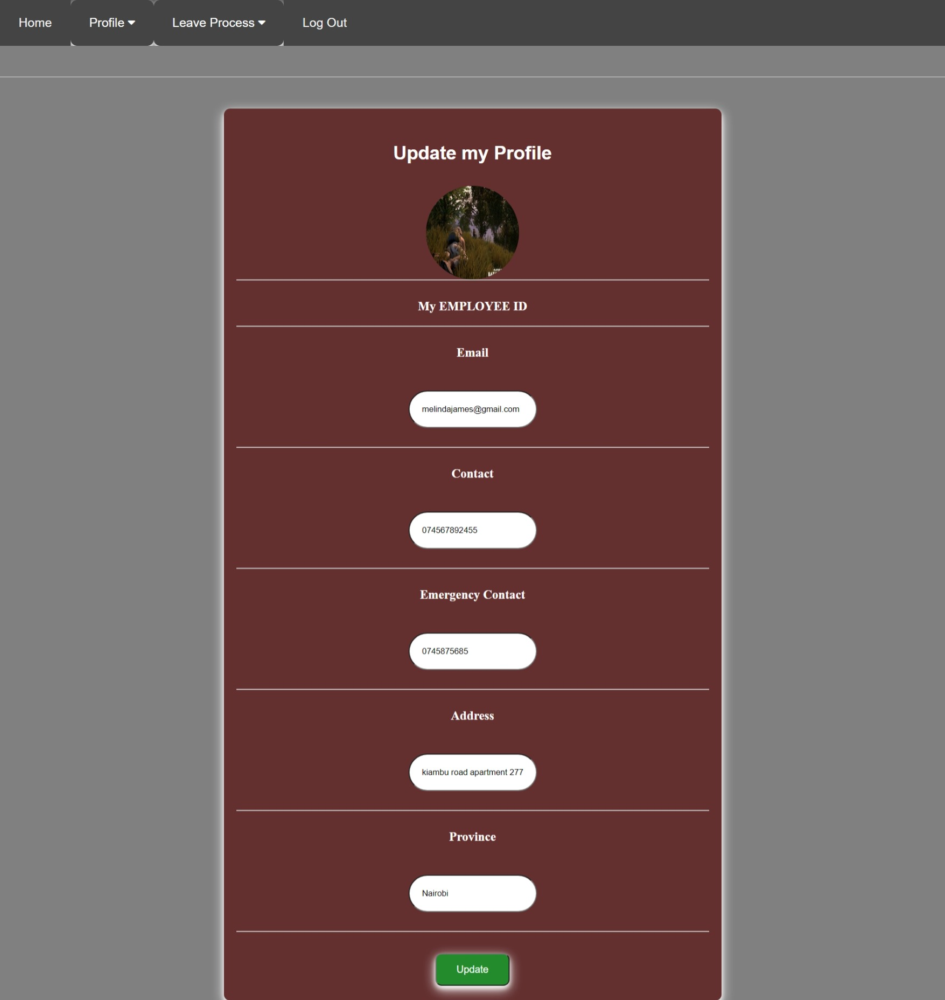 Home Profile Leave Process Log Out
Update my Profile
My EMPLOYEE ID
Email
melindajames@gmail.com
Contact
074567892455
Emergency Contact
0745875685
Address
kiambu road apartment 277
Province
Nairobi
Update